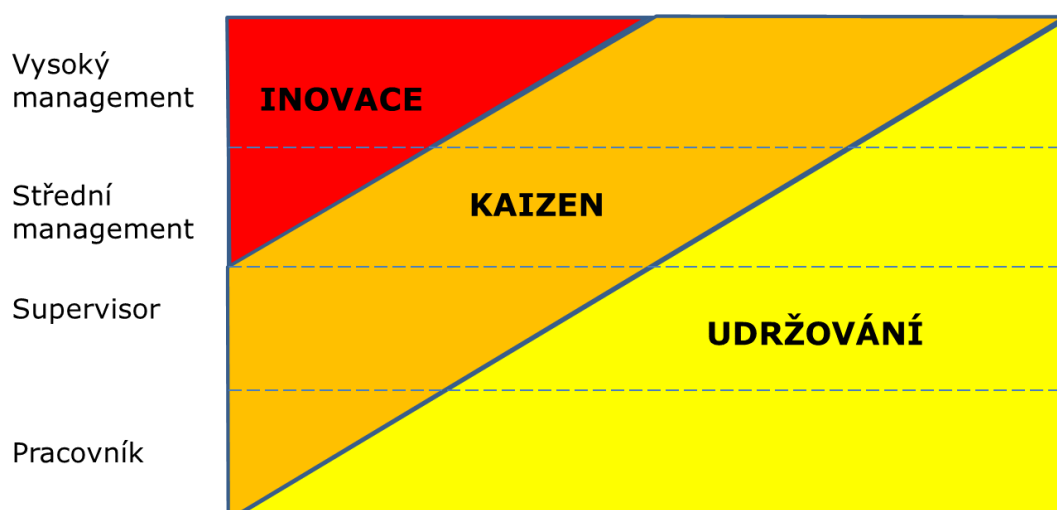 Vysoký
management
INOVACE
Střední
management
KAIZEN
Supervisor
UDRŽOVÁNÍ
Pracovník